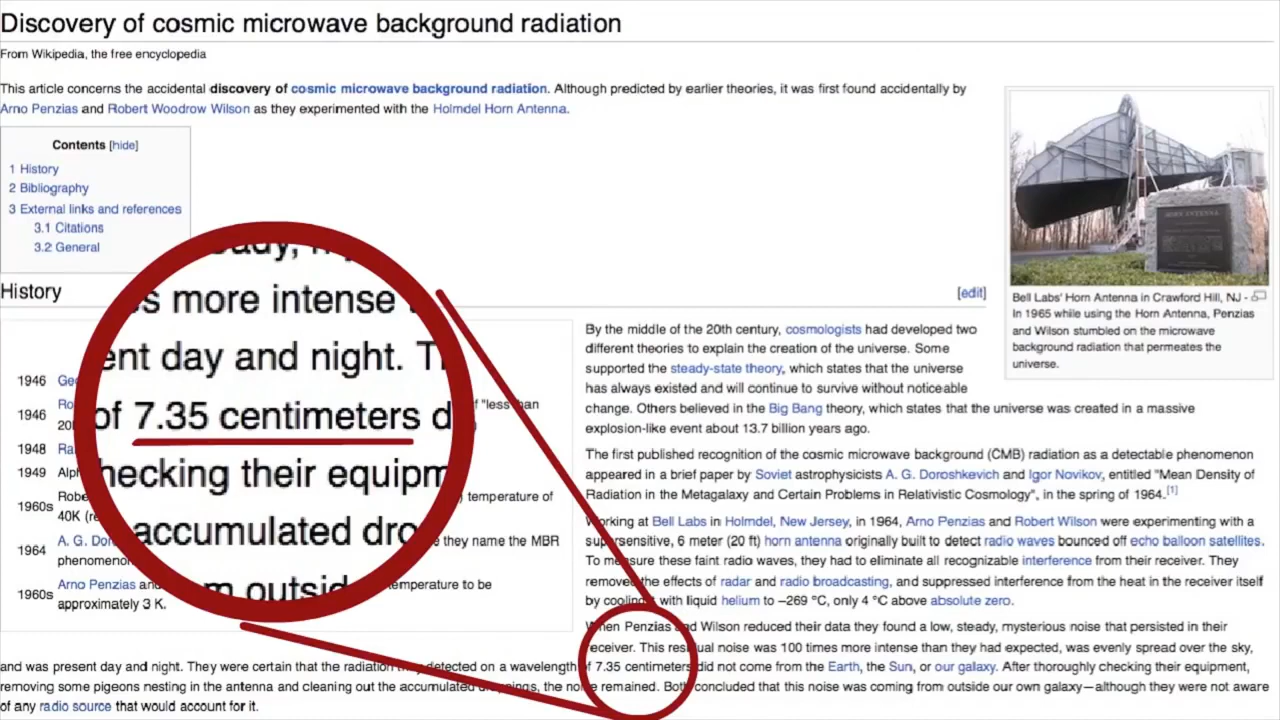 Discovery of cosmic microwave background radiation
From Wikipedia, the free encyclopedia
This article concerns the accidental discovery of cosmic microwave background radiation. Although predicted by earlier theories, it was first found accidentally by
Arno Penzias and Robert Woodrow Wilson as they experimented with the Holmdel Horn Antenna.
Contents [hide]
1 History
2 Bibliography
3 External links and references
3.1 Citations
3.2 General
HORN ANTENNA
Bell Labs' Horn Antenna in Crawford Hill, NJ -
In 1965 while using the Horn Antenna, Penzias
and Wilson stumbled on the microwave
background radiation that permeates the
universe.
History
[edit]
1946
1946
"less than
1948
1949
1960s
temperature of
40K
1964 A. G.
they name the MBR
1960s Arno Penzias
temperature to be
approximately 3 K.
more intense
day and night.
of 7.35 centimeters
their
accumulated
By the middle of the 20th century, cosmologists had developed two
different theories to explain the creation of the universe. Some
supported the steady-state theory, which states that the universe
has always existed and will continue to survive without noticeable
change. Others believed in the Big Bang theory, which states that the universe was created in a massive
explosion-like event about 13.7 billion years ago.
The first published recognition of the cosmic microwave background (CMB) radiation as a detectable phenomenon
appeared in a brief paper by Soviet astrophysicists A. G. Doroshkevich and Igor Novikov, entitled "Mean Density of
Radiation in the Metagalaxy and Certain Problems in Relativistic Cosmology", in the spring of 1964.[1]
Working at Bell Labs in Holmdel, New Jersey, in 1964, Arno Penzias and Robert Wilson were experimenting with a
supersensitive, 6 meter (20 ft) horn antenna originally built to detect radio waves bounced off echo balloon satellites.
To measure these faint radio waves, they had to eliminate all recognizable interference from their receiver. They
removed the effects of radar and radio broadcasting, and suppressed interference from the heat in the receiver itself
by cooling it with liquid helium to −269 °C, only 4 °C above absolute zero.
When Penzias and Wilson reduced their data they found a low, steady, mysterious noise that persisted in their
receiver. This residual noise was 100 times more intense than they had expected, was evenly spread over the sky,
and was present day and night. They were certain that the radiation they detected on a wavelength of 7.35 centimeters did not come from the Earth, the Sun, or our galaxy. After thoroughly checking their equipment,
removing some pigeons nesting in the antenna and cleaning out the accumulated droppings, the noise remained. Both concluded that this noise was coming from outside our own galaxy—although they were not aware
of any radio source that would account for it.